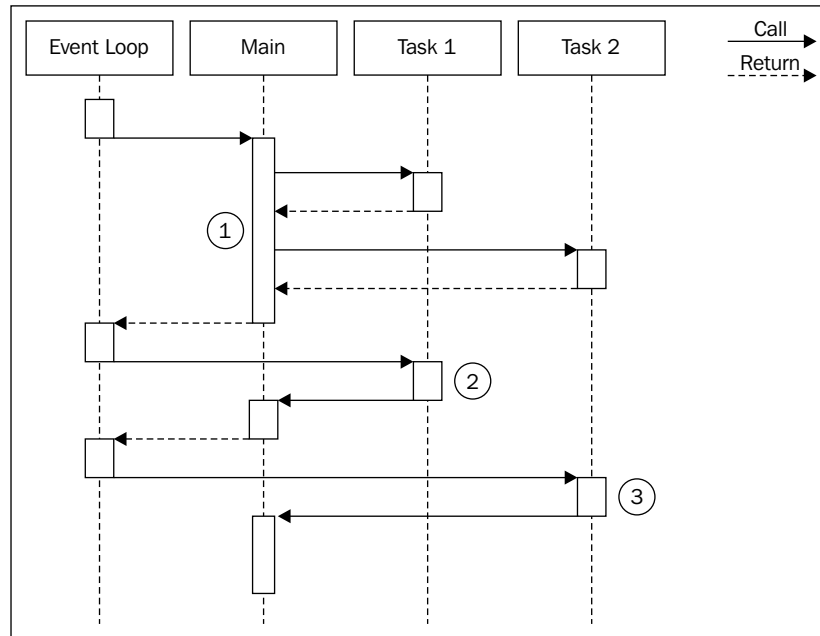 Event Loop
Main
Task 1
Task 2
Call
Return
1
2
3